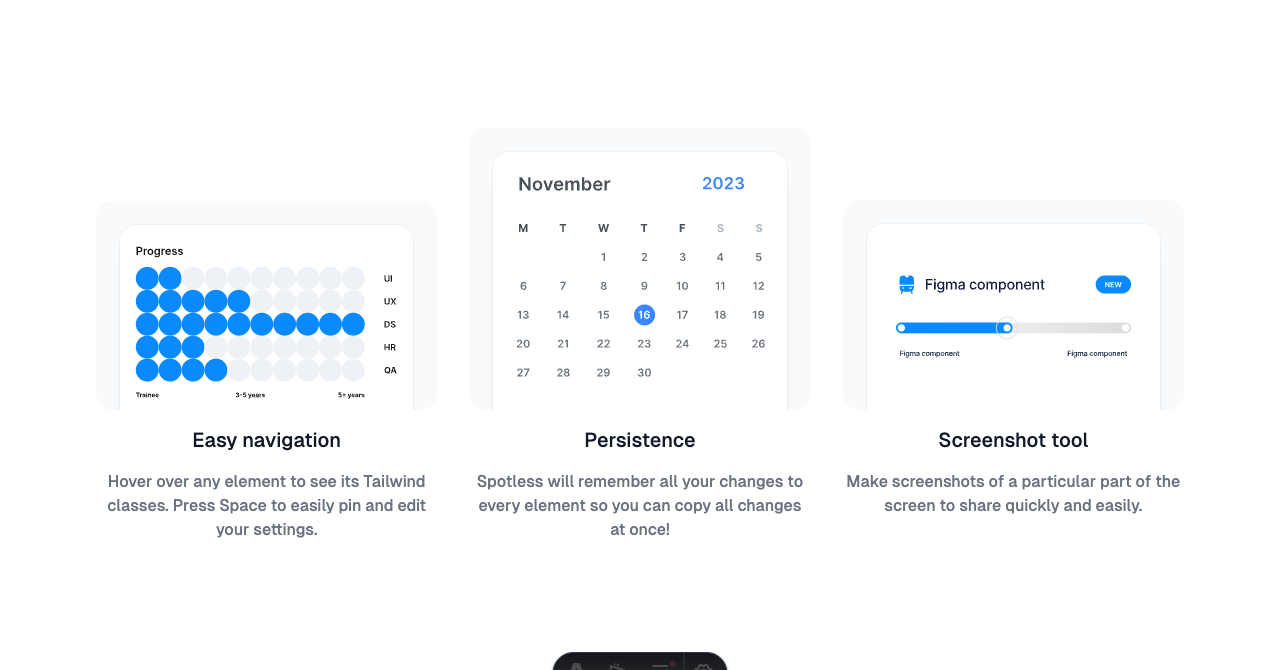 Progress
UI
UX
DS
HR
QA
Trainee 3-5 years 5+ years
Easy navigation
Hover over any element to see its Tailwind
classes. Press Space to easily pin and edit
your settings.
November 2023
M T W T F S S
1 2 3 4 5
6 7 8 9 10 11 12
13 14 15 16 17 18 19
20 21 22 23 24 25 26
27 28 29 30
Persistence
Spotless will remember all your changes to
every element so you can copy all changes
at once!
Figma component NEW
Figma component Figma component
Screenshot tool
Make screenshots of a particular part of the
screen to share quickly and easily.